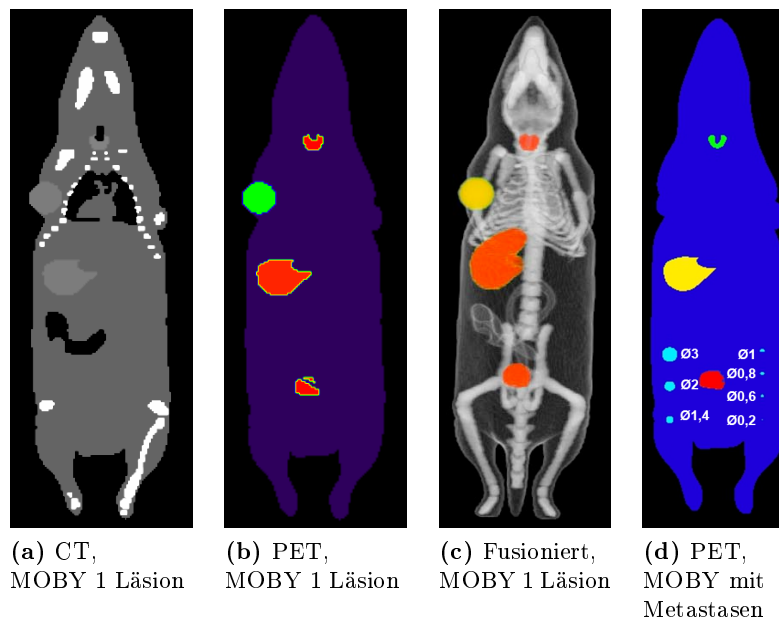 Ø3
Ø1
Ø0,8
Ø2
Ø0,6
Ø1,4
Ø0,2
(a) CT,
MOBY 1 Läsion
(b) PET,
MOBY 1 Läsion
(c) Fusioniert,
MOBY 1 Läsion
(d) PET,
MOBY mit
Metastasen